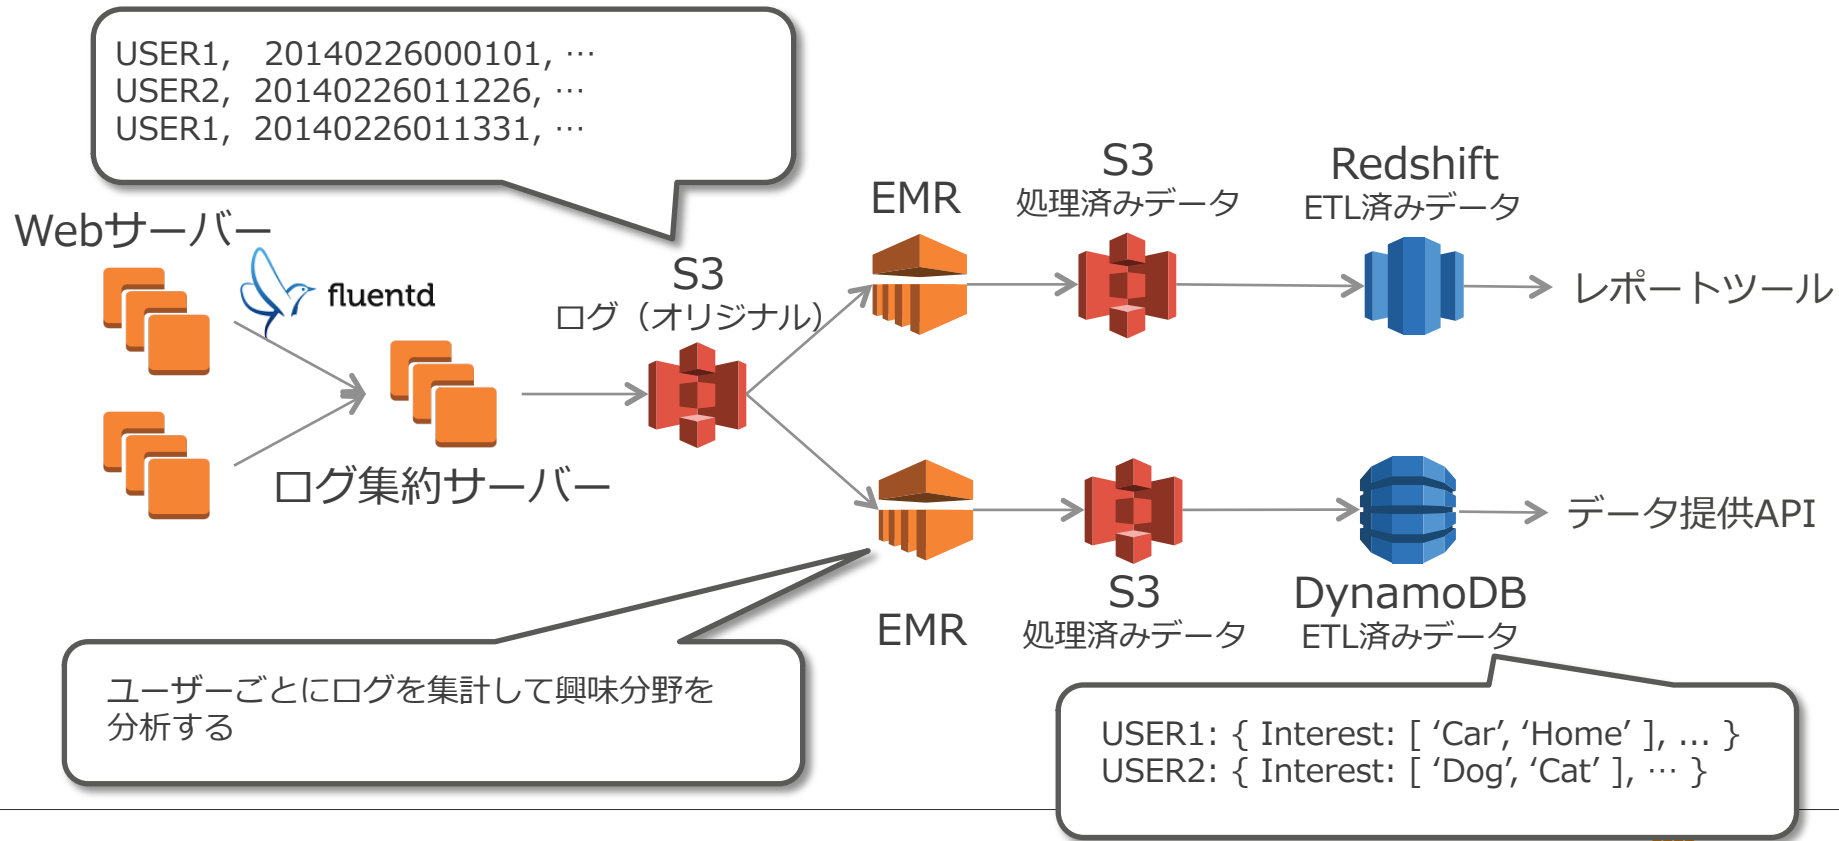 USER1,　20140226000101, …
USER2,  20140226011226, …
USER1,  20140226011331, …
Webサーバー
fluentd
ログ集約サーバー
S3
ログ（オリジナル）
EMR
S3
処理済みデータ
Redshift
ETL済みデータ
レポートツール
EMR
S3
処理済みデータ
DynamoDB
ETL済みデータ
データ提供API
ユーザーごとにログを集計して興味分野を
分析する
USER1: { Interest: [ ‘Car’, ‘Home’ ], ... }
USER2: { Interest: [ ‘Dog’, ‘Cat’ ], … }